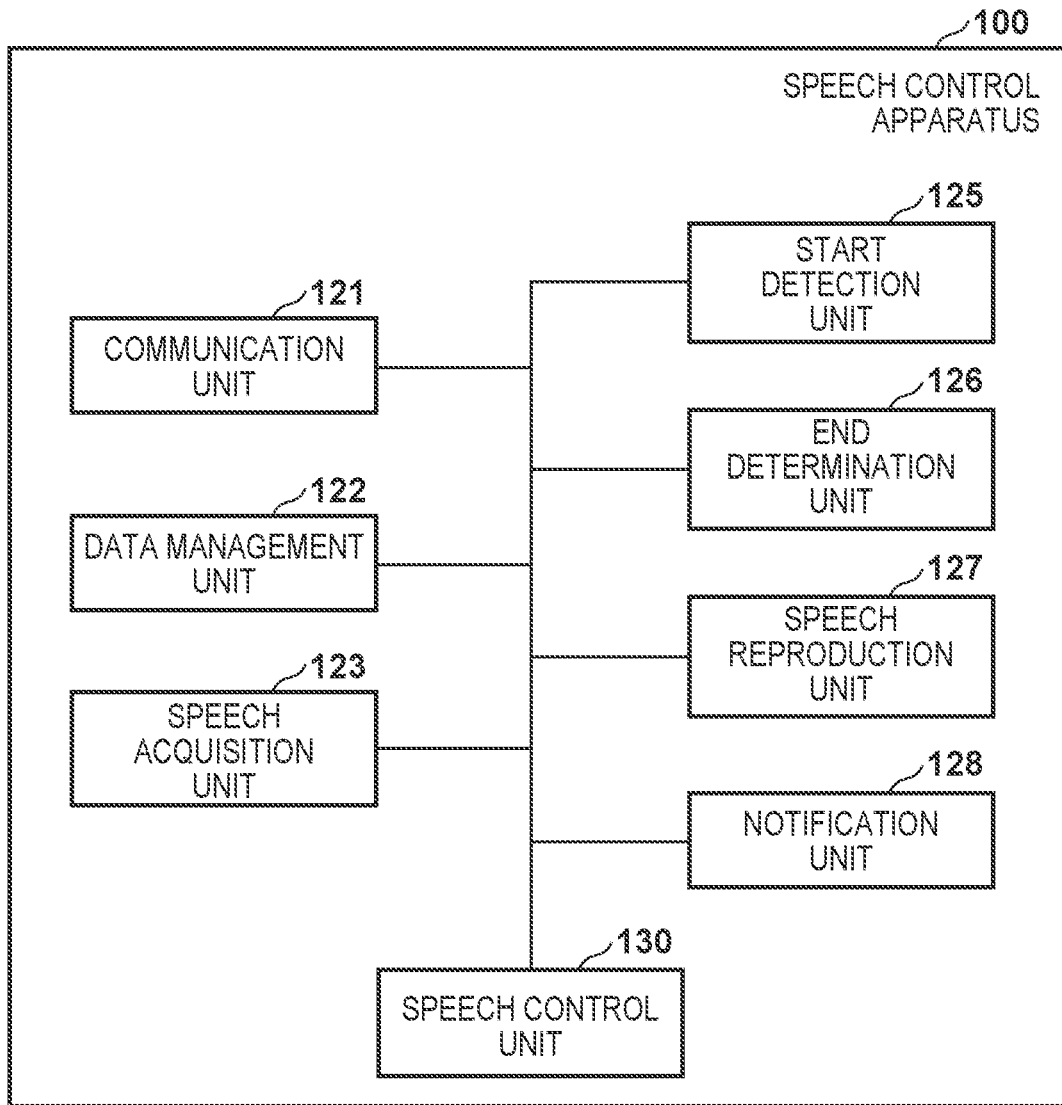 100
SPEECH CONTROL
APPARATUS
121
COMMUNICATION
UNIT
122
DATA MANAGEMENT
UNIT
123
SPEECH
ACQUISITION
UNIT
125
START
DETECTION
UNIT
126
END
DETERMINATION
UNIT
127
SPEECH
REPRODUCTION
UNIT
128
NOTIFICATION
UNIT
130
SPEECH CONTROL
UNIT